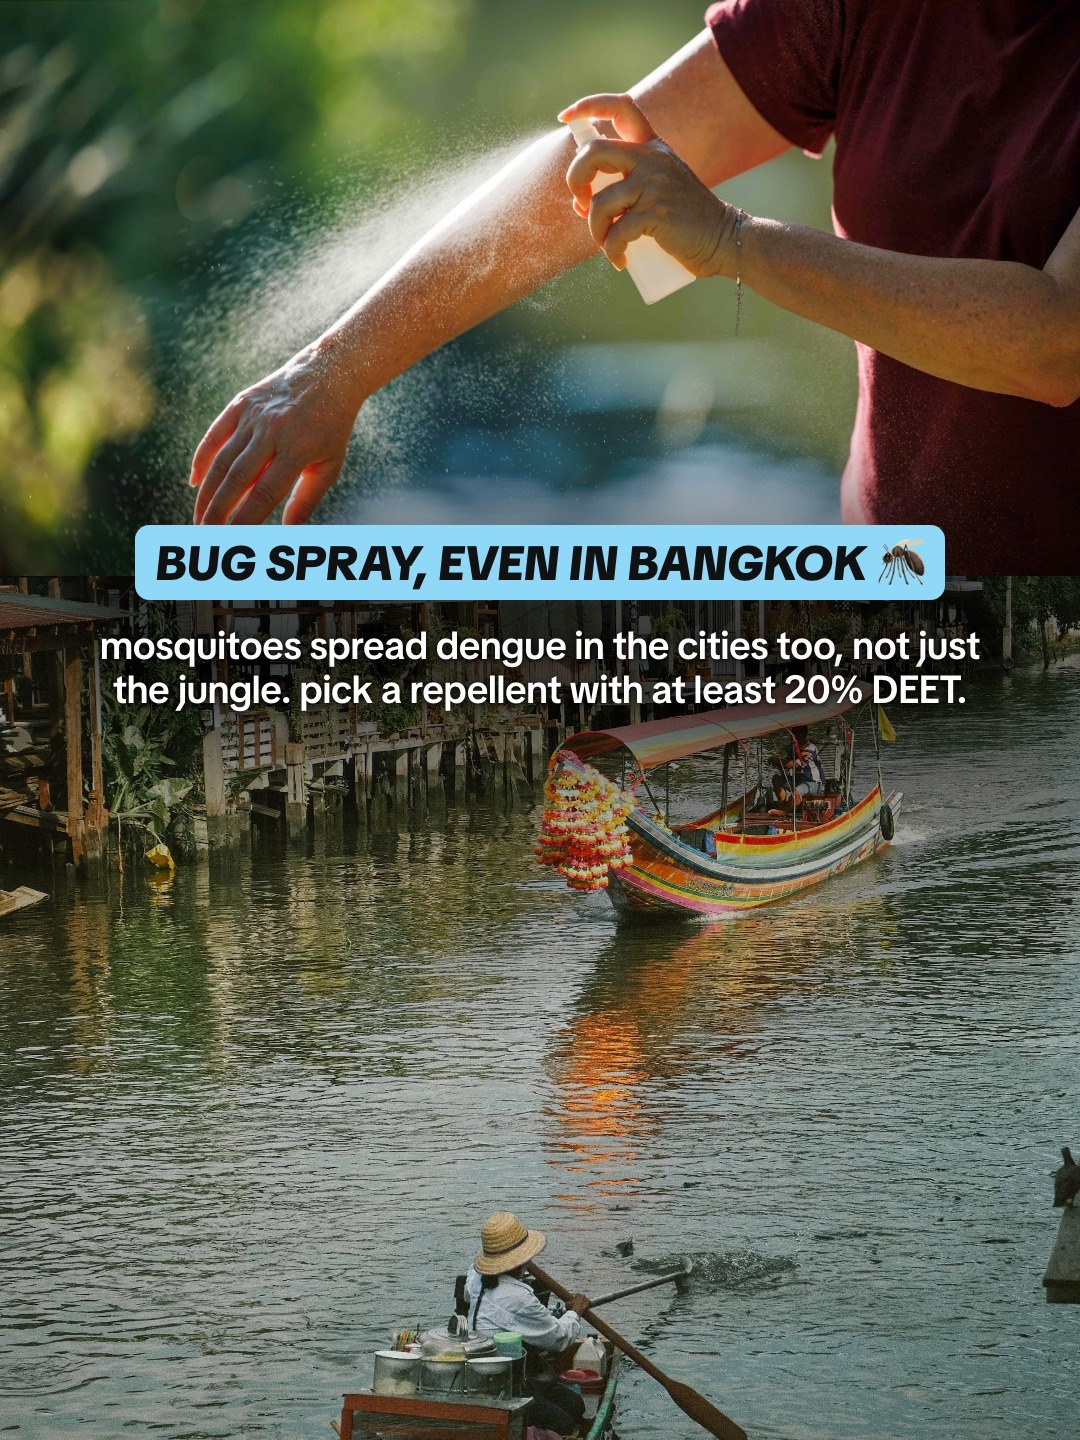 BUG SPRAY, EVEN IN BANGKOK 🦟
mosquitoes spread dengue in the cities too, not just
the jungle. pick a repellent with at least 20% DEET.